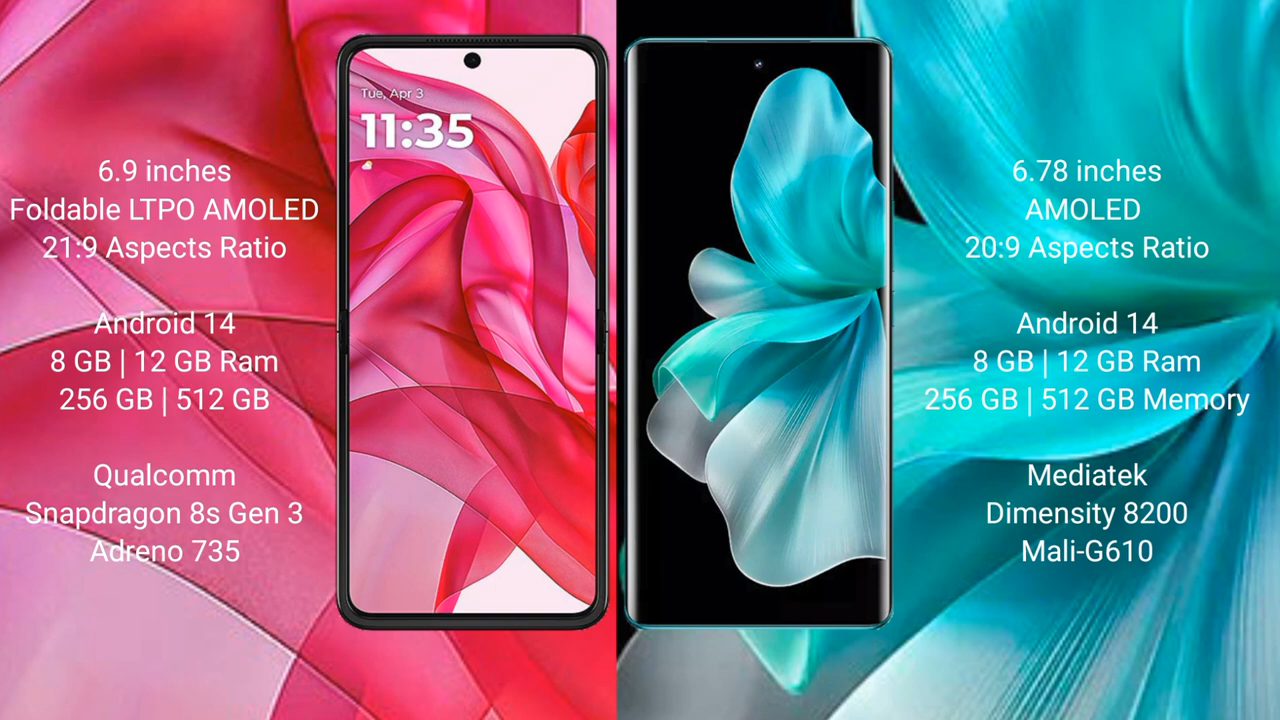 6.9 inches
Foldable LTPO AMOLED
21:9 Aspects Ratio
Android 14
8 GB | 12 GB Ram
256 GB | 512 GB
Qualcomm
Snapdragon 8s Gen 3
Adreno 735
Tue, Apr 3
11:35
6.78 inches
AMOLED
20:9 Aspects Ratio
Android 14
8 GB | 12 GB Ram
256 GB | 512 GB Memory
Mediatek
Dimensity 8200
Mali-G610